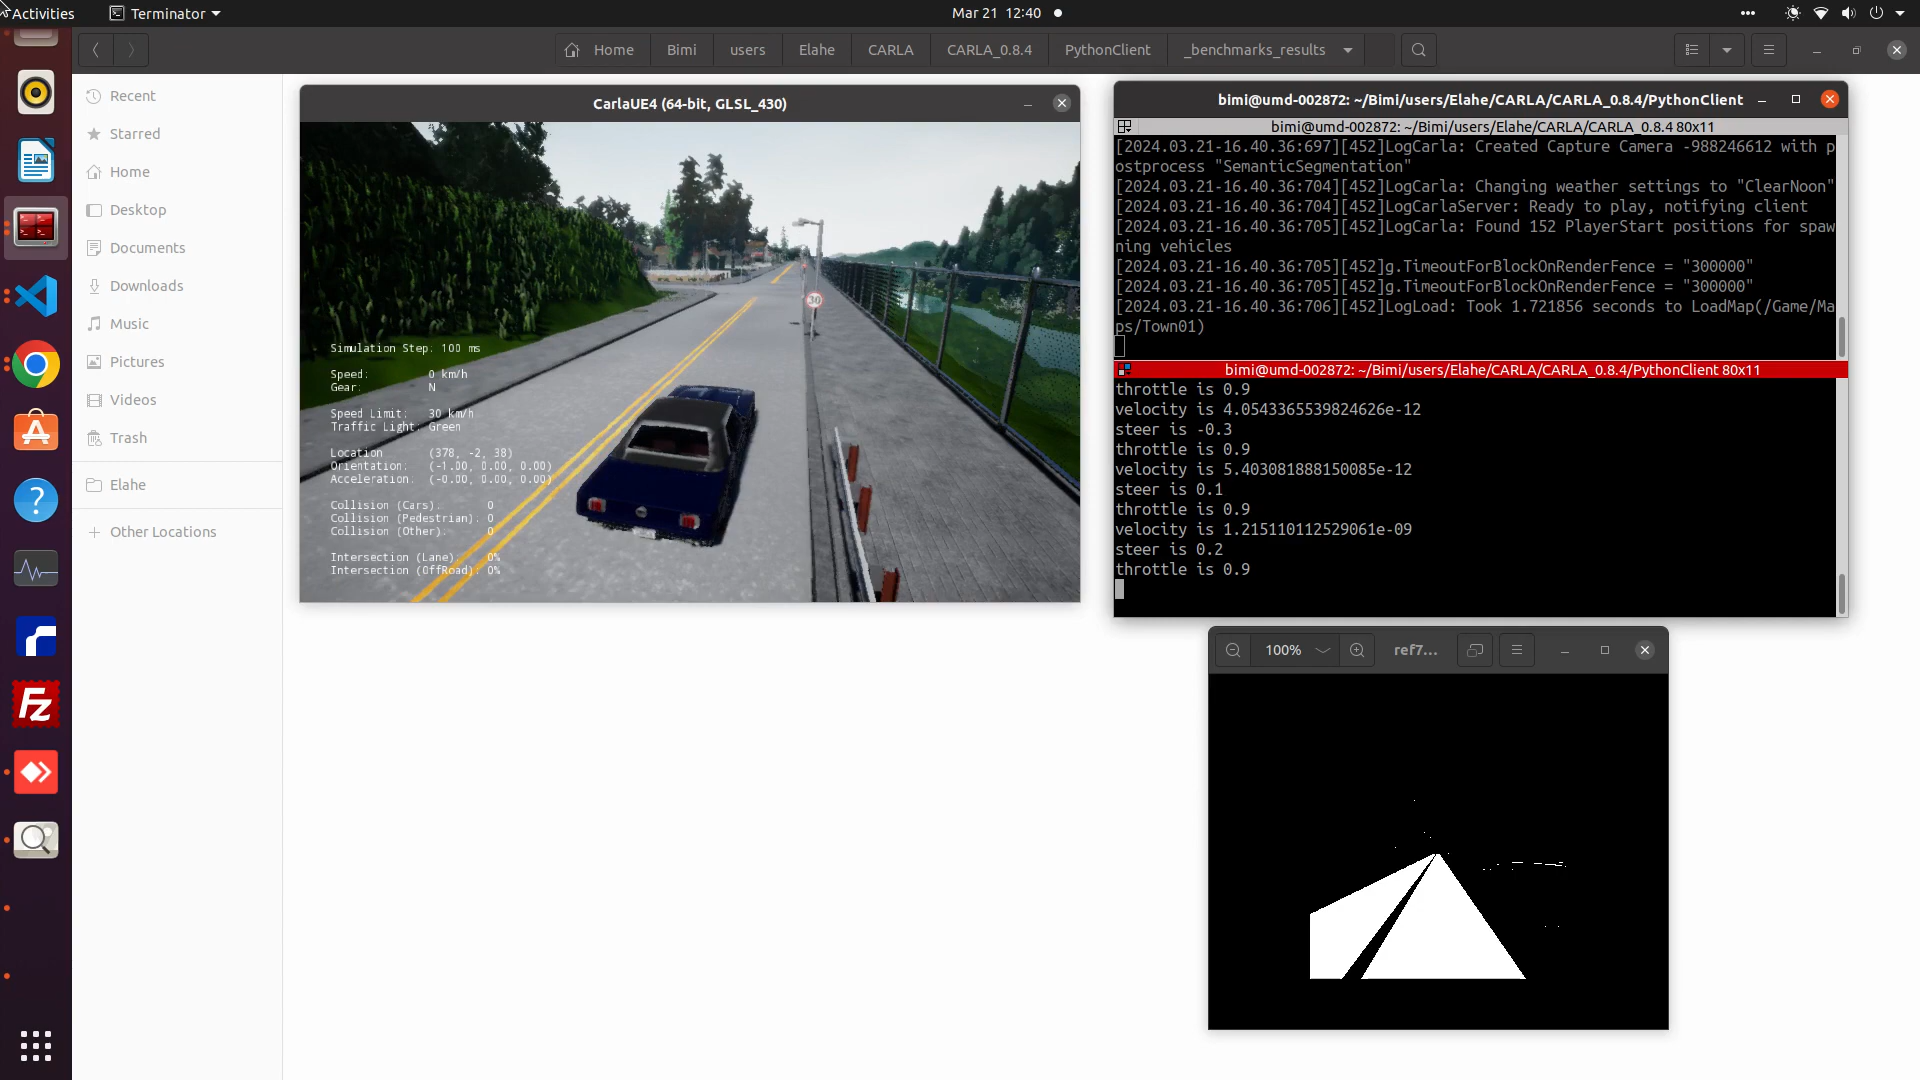 Activities
Terminator
Mar 21 12:40
Home
Bimi
users
Elahe
CARLA
CARLA_0.8.4
PythonClient
_benchmarks_results
Recent
Starred
Home
Desktop
Documents
Downloads
Music
Pictures
Videos
Trash
Elahe
Other Locations
CarlaUE4 (64-bit, GLSL_430)
30
Simulation Step: 100 ms
Speed: 0 km/h
Gear: N
Speed Limit: 30 km/h
Traffic Light: Green
Location (378, -2, 38)
Orientation: (-1.00, 0.00, 0.00)
Acceleration: (-0.00, 0.00, 0.00)
Collision (Cars): 0
Collision (Pedestrian): 0
Collision (Other): 0
Intersection (Lane): 0%
Intersection (OffRoad): 0%
bimi@umd-002872: ~/Bimi/users/Elahe/CARLA/CARLA_0.8.4/PythonClient
bimi@umd-002872: ~/Bimi/users/Elahe/CARLA/CARLA_0.8.4 80x11
[2024.03.21-16.40.36:697][452]LogCarla: Created Capture Camera -988246612 with p
ostprocess "SemanticSegmentation"
[2024.03.21-16.40.36:704][452]LogCarla: Changing weather settings to "ClearNoon"
[2024.03.21-16.40.36:704][452]LogCarlaServer: Ready to play, notifying client
[2024.03.21-16.40.36:705][452]LogCarla: Found 152 PlayerStart positions for spaw
ning vehicles
[2024.03.21-16.40.36:705][452]g.TimeoutForBlockOnRenderFence = "300000"
[2024.03.21-16.40.36:705][452]g.TimeoutForBlockOnRenderFence = "300000"
[2024.03.21-16.40.36:706][452]LogLoad: Took 1.721856 seconds to LoadMap(/Game/Ma
ps/Town01)
bimi@umd-002872: ~/Bimi/users/Elahe/CARLA/CARLA_0.8.4/PythonClient 80x11
throttle is 0.9
velocity is 4.0543365539824626e-12
steer is -0.3
throttle is 0.9
velocity is 5.403081888150085e-12
steer is 0.1
throttle is 0.9
velocity is 1.215110112529061e-09
steer is 0.2
throttle is 0.9
100%
ref7...